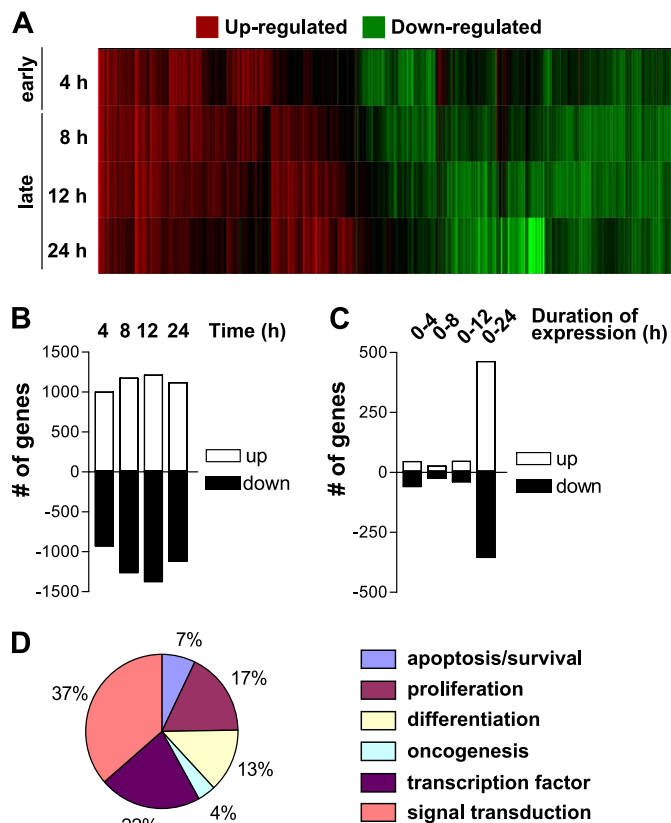 A
Up-regulated Down-regulated
early
late
4 h
8 h
12 h
24 h
B
4 8 12 24 Time (h)
# of genes
1500
1000
500
0
-500
-1000
-1500
up
down
C
0-4 0-8 0-12 0-24
Duration of
expression (h)
# of genes
500
250
0
-250
-500
up
down
D
7%
17%
13%
4%
37%
apoptosis/survival
proliferation
differentiation
oncogenesis
transcription factor
signal transduction